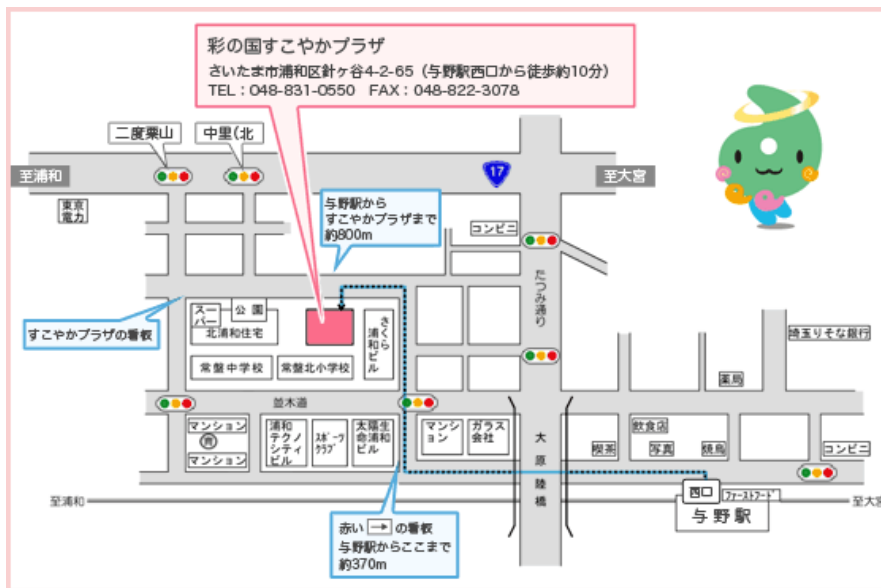 彩の国すこやかプラザ
さいたま市浦和区針ヶ谷4-2-65（与野駅西口から徒歩約10分）
TEL：048-831-0550　FAX：048-822-3078
二度栗山
中里(北
至浦和
17
至大宮
東京
電力
与野駅から
すこやかプラザまで
約800m
コンビニ
たつみ通り
すこやかプラザの看板
スーパー
公園
北浦和住宅
さくら浦和ビル
常盤中学校
常盤北小学校
埼玉りそな銀行
薬局
並木道
マンション
マンション
浦和
テクノ
シティ
ビル
スポーツ
クラブ
太陽生
命浦和
ビル
マンシ
ョン
ガラス
会社
大原陸橋
喫茶
飲食店
写真
焼鳥
コンビニ
至浦和
西口
ファーストフード
至大宮
与野駅
赤い → の看板
与野駅からここまで
約370m